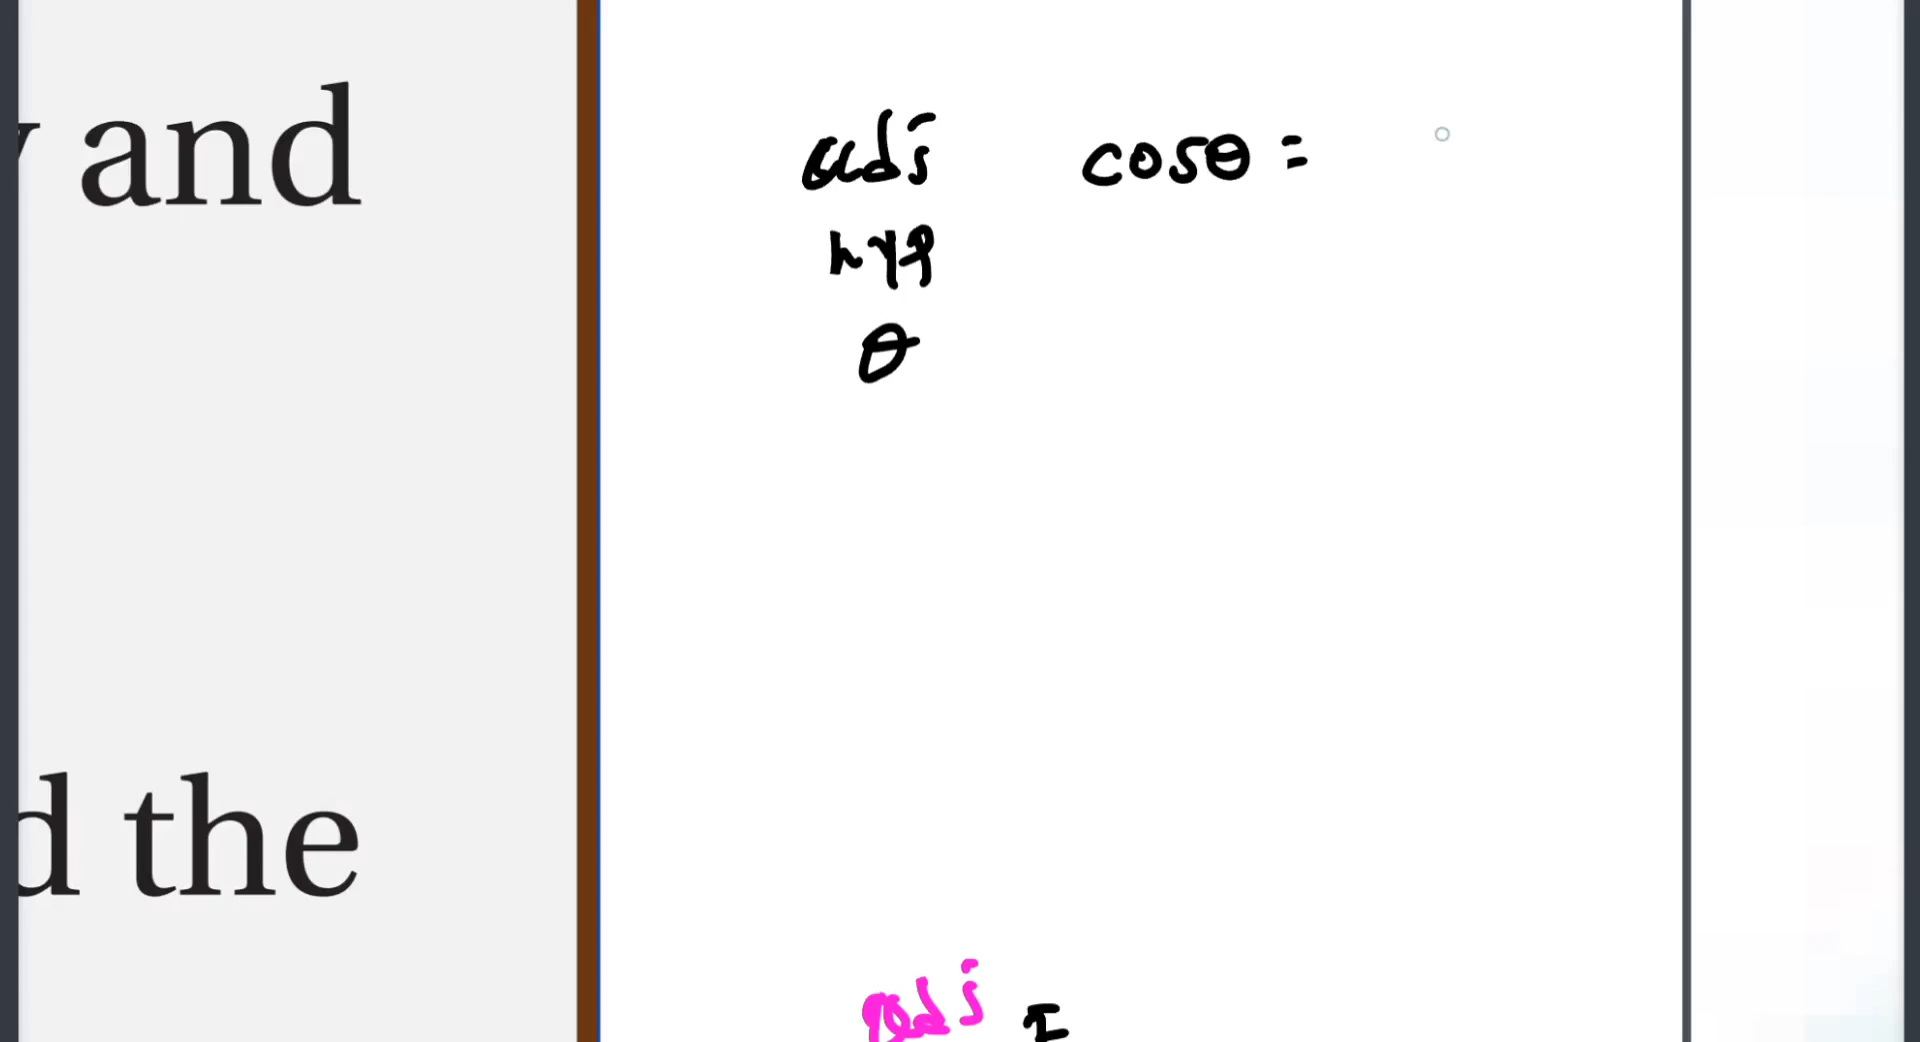 and
adj cosθ =
hyp
θ
d the
adj